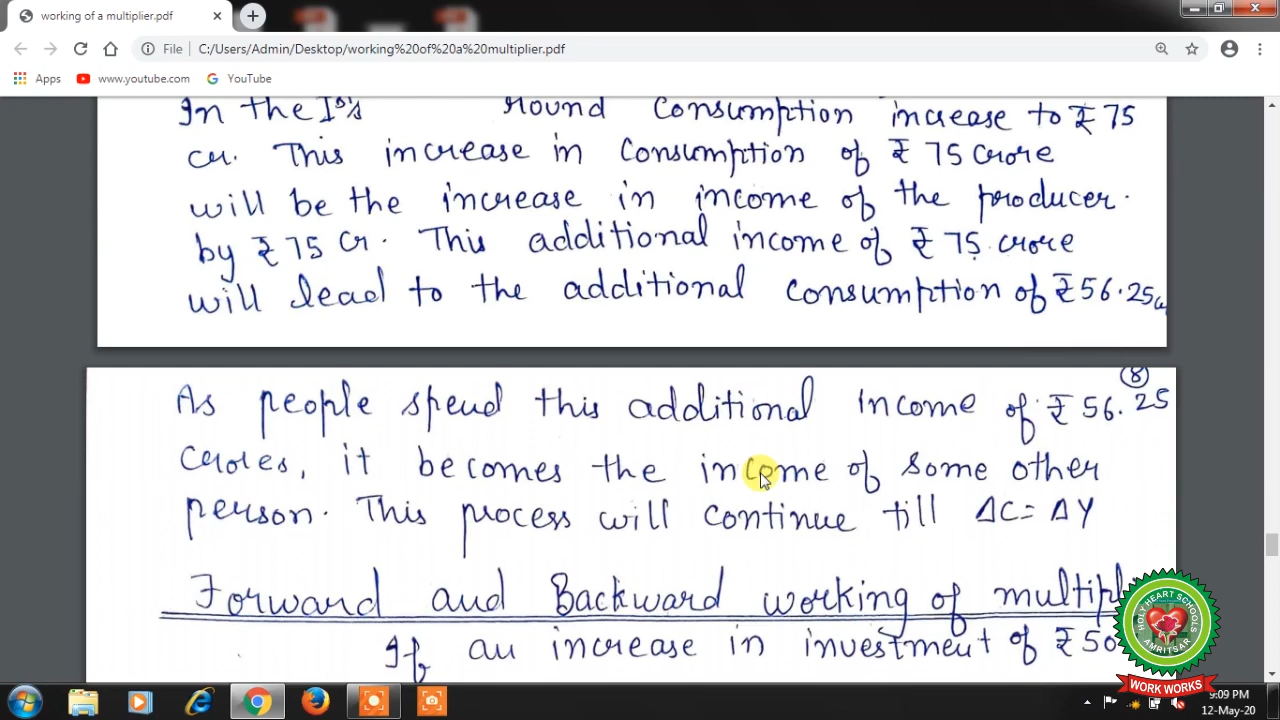 working of a multiplier.pdf
File
C:/Users/Admin/Desktop/working%20of%20a%20multiplier.pdf
Apps
www.youtube.com
YouTube
In the Ist round Consumption increase to ₹ 75
cr. This increase in consumption of ₹ 75 crore
will be the increase in income of the producer.
by ₹ 75 cr. This additional income of ₹ 75 crore
will lead to the additional consumption of ₹ 56.25
8
As people spend this additional income of ₹ 56.25
crores, it becomes the income of some other
person. This process will continue till ΔC = ΔY
Forward and Backward working of
If an increase in investment of
HOLY HEART SCHOOLS
AMRITSAR
WORK WORKS
9:09 PM
12-May-20